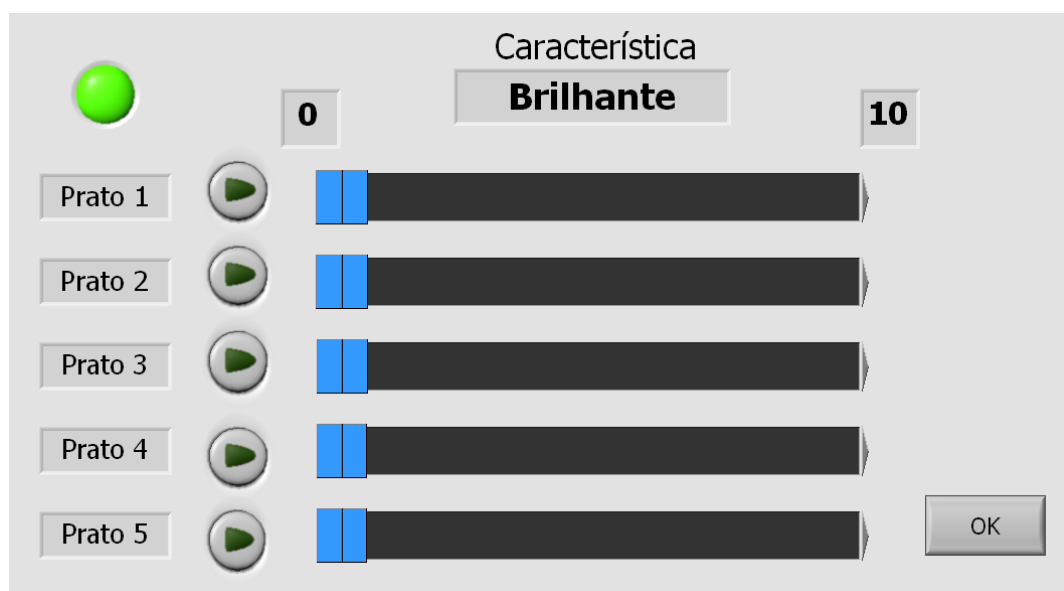 Característica
Brilhante
0
10
Prato 1
Prato 2
Prato 3
Prato 4
Prato 5
OK